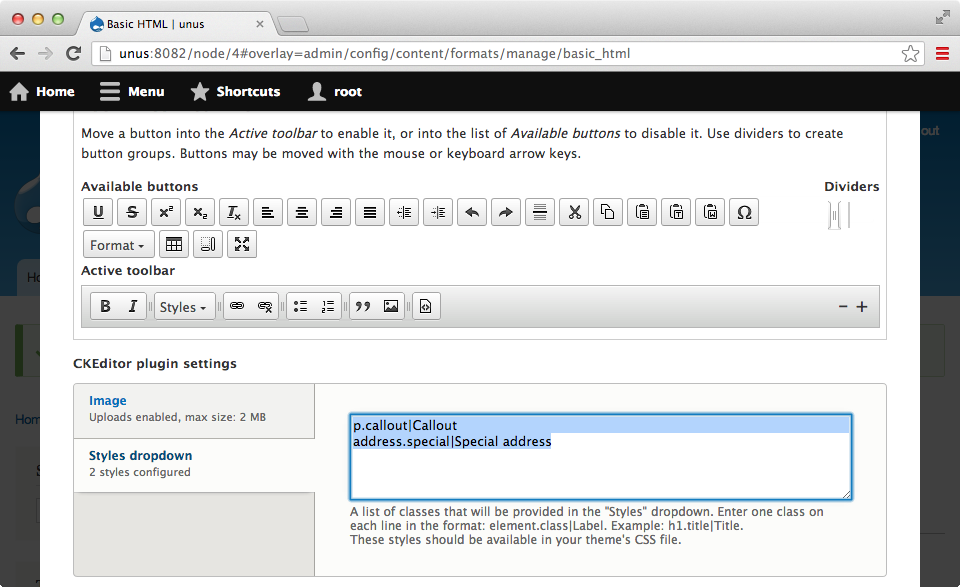 Basic HTML | unus
unus:8082/node/4#overlay=admin/config/content/formats/manage/basic_html
Home Menu Shortcuts root
out
Move a button into the Active toolbar to enable it, or into the list of Available buttons to disable it. Use dividers to create
button groups. Buttons may be moved with the mouse or keyboard arrow keys.
Available buttons
Dividers
U S x² x₂ Ix Ω
Format
Active toolbar
B I Styles
Ho
CKEditor plugin settings
Image
Uploads enabled, max size: 2 MB
Hom
Styles dropdown
2 styles configured
p.callout|Callout
address.special|Special address
A list of classes that will be provided in the "Styles" dropdown. Enter one class on
each line in the format: element.class|Label. Example: h1.title|Title.
These styles should be available in your theme's CSS file.